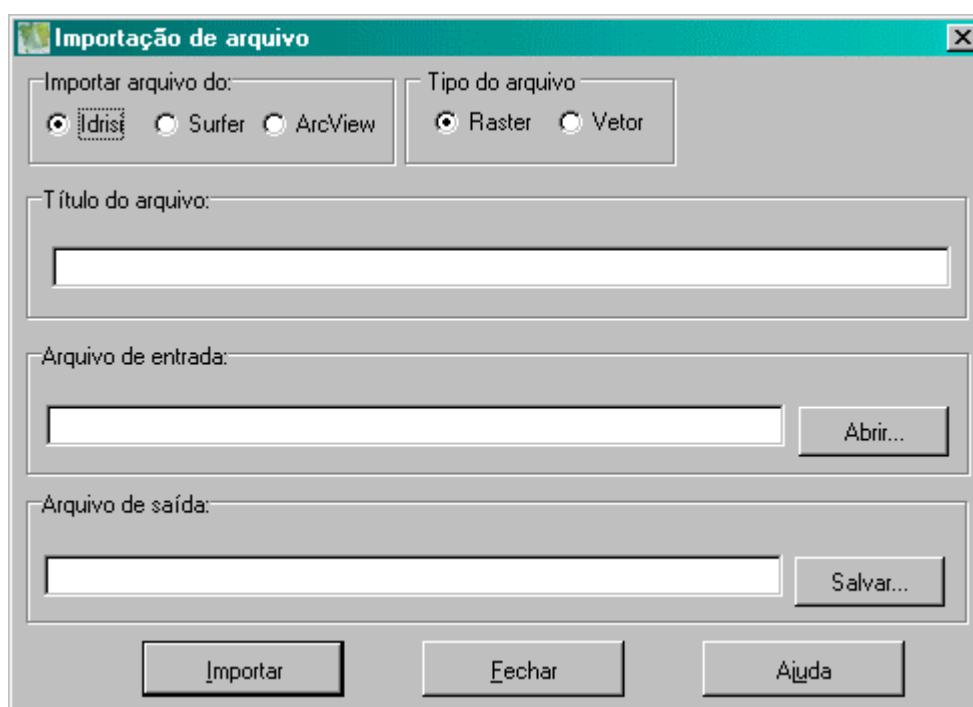 Importação de arquivo
Importar arquivo do:
Idrisi Surfer ArcView
Tipo do arquivo
Raster Vetor
Título do arquivo:
Arquivo de entrada:
Abrir...
Arquivo de saída:
Salvar...
Importar Fechar Ajuda